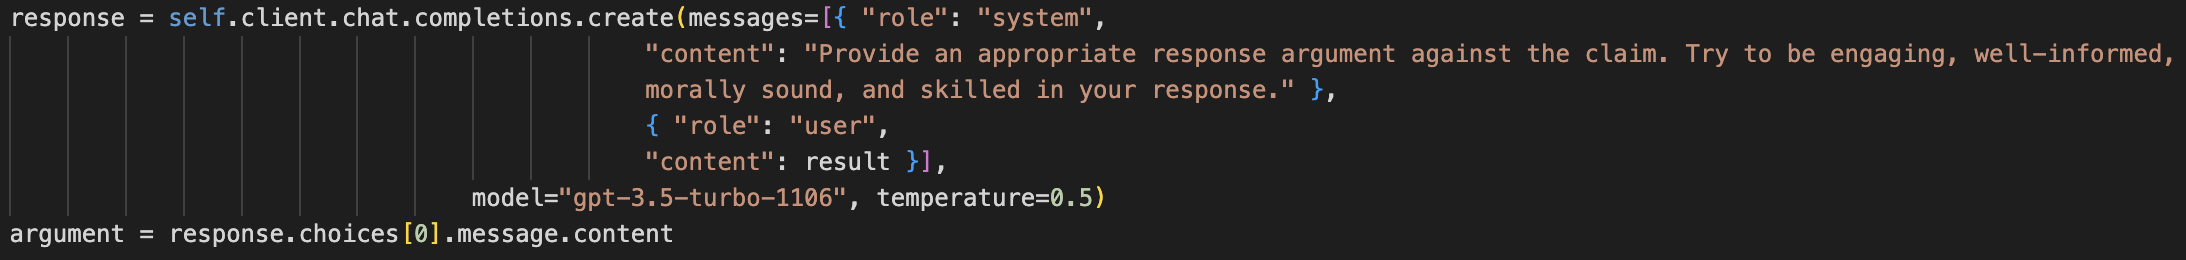 response = self.client.chat.completions.create(messages=[{ "role": "system",
"content": "Provide an appropriate response argument against the claim. Try to be engaging, well-informed,
morally sound, and skilled in your response." },
{ "role": "user",
"content": result }],
model="gpt-3.5-turbo-1106", temperature=0.5)
argument = response.choices[0].message.content